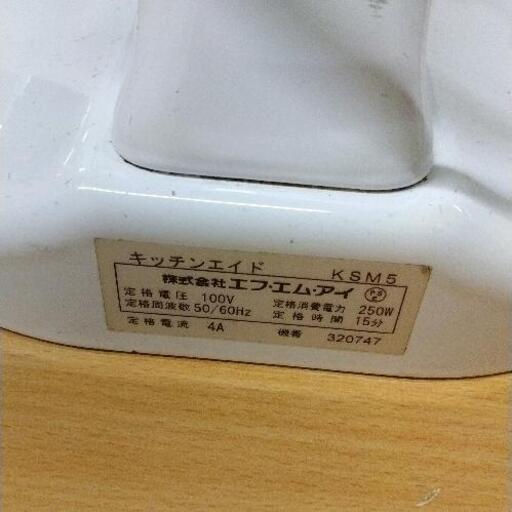 キッチンエイド KSM5
株式会社エフ・エム・アイ
定格電圧 100V 定格消費電力 250W
定格周波数 50/60Hz 定格時間 15分
定格電流 4A 機番 320747